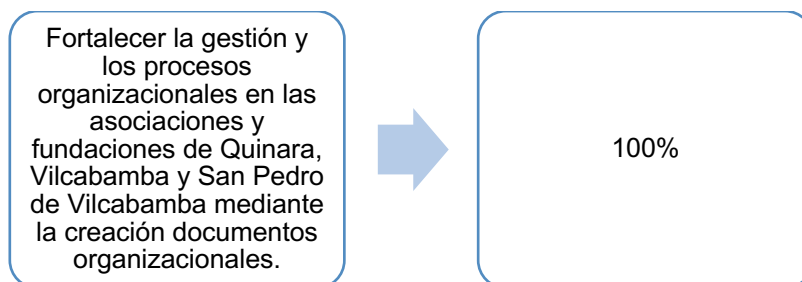 Fortalecer la gestión y
los procesos
organizacionales en las
asociaciones y
fundaciones de Quinara,
Vilcabamba y San Pedro
de Vilcabamba mediante
la creación documentos
organizacionales.
100%